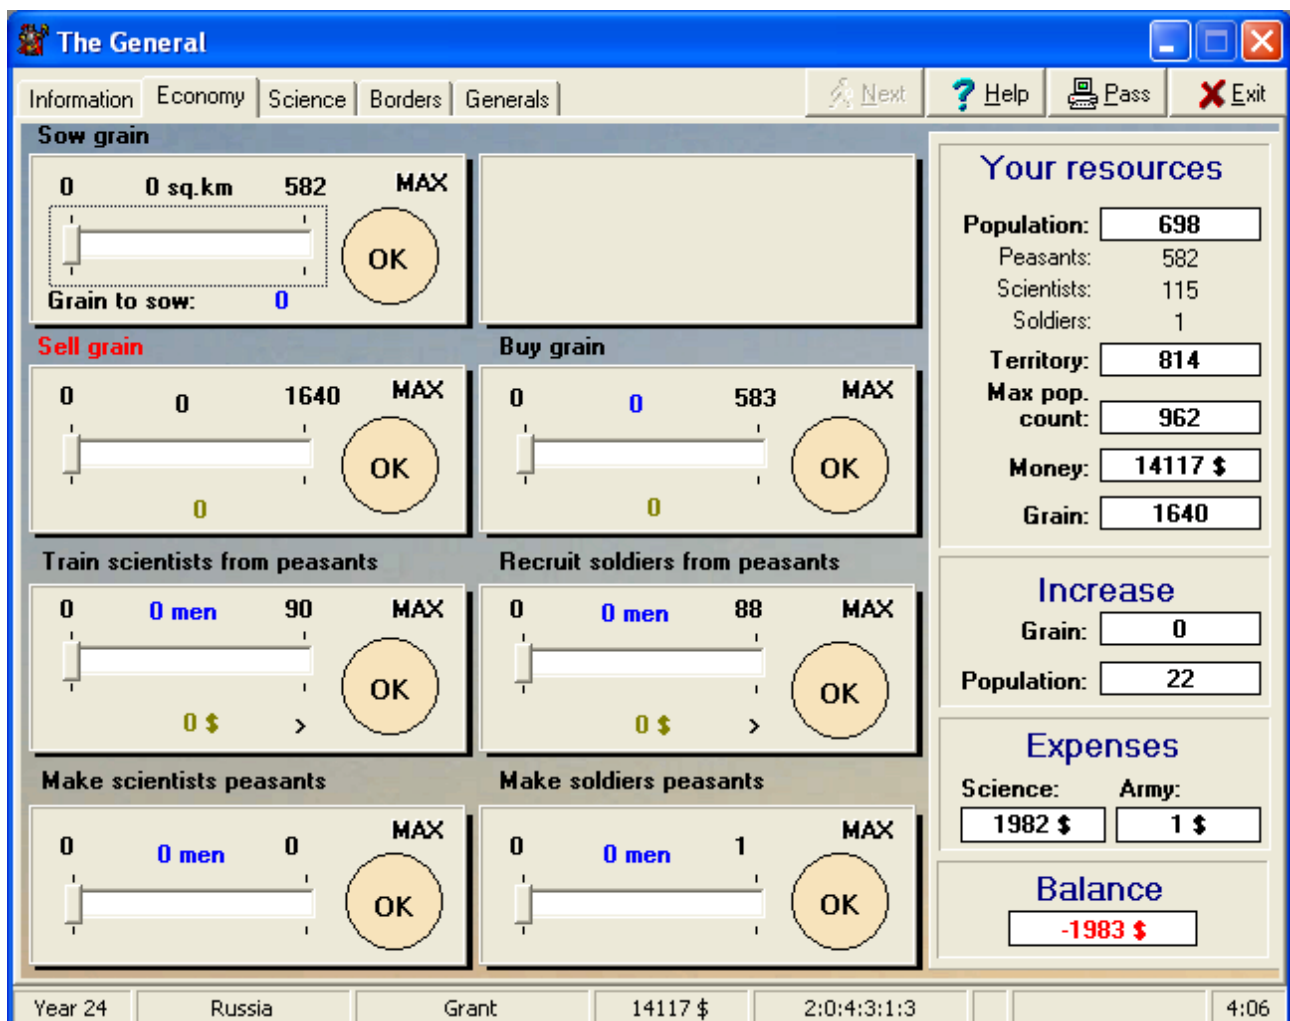 The General
Information Economy Science Borders Generals Next Help Pass Exit
Sow grain
0 0 sq.km 582 MAX
OK
Grain to sow: 0
Sell grain
0 0 1640 MAX
OK
0
Buy grain
0 0 583 MAX
OK
0
Train scientists from peasants
0 0 men 90 MAX
OK
0 $ >
Recruit soldiers from peasants
0 0 men 88 MAX
OK
0 $ >
Make scientists peasants
0 0 men 0 MAX
OK
Make soldiers peasants
0 0 men 1 MAX
OK
Your resources
Population: 698
Peasants: 582
Scientists: 115
Soldiers: 1
Territory: 814
Max pop.
count: 962
Money: 14117 $
Grain: 1640
Increase
Grain: 0
Population: 22
Expenses
Science: Army:
1982 $ 1 $
Balance
-1983 $
Year 24 Russia Grant 14117 $ 2:0:4:3:1:3 4:06